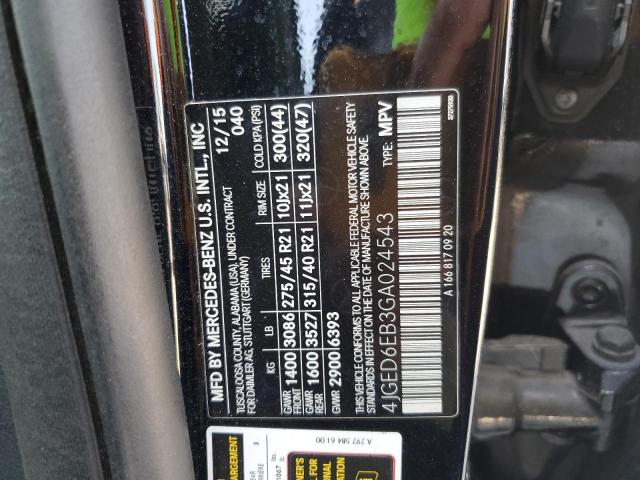 MFD BY MERCEDES-BENZ U.S. INTL., INC
TUSCALOOSA COUNTY, ALABAMA (USA), UNDER CONTRACT
FOR DAIMLER AG, STUTTGART (GERMANY)
12/15
040
KG LB TIRES RIM SIZE COLD KPA (PSI)
GAWR FRONT 1400 3086 275/45 R21 10Jx21 300(44)
GAWR REAR 1600 3527 315/40 R21 11Jx21 320(47)
GVWR 2900 6393
THIS VEHICLE CONFORMS TO ALL APPLICABLE FEDERAL MOTOR VEHICLE SAFETY
STANDARDS IN EFFECT ON THE DATE OF MANUFACTURE SHOWN ABOVE.
4JGED6EB3GA024543 TYPE: MPV
A 166 817 09 20
A 292 584 61 00